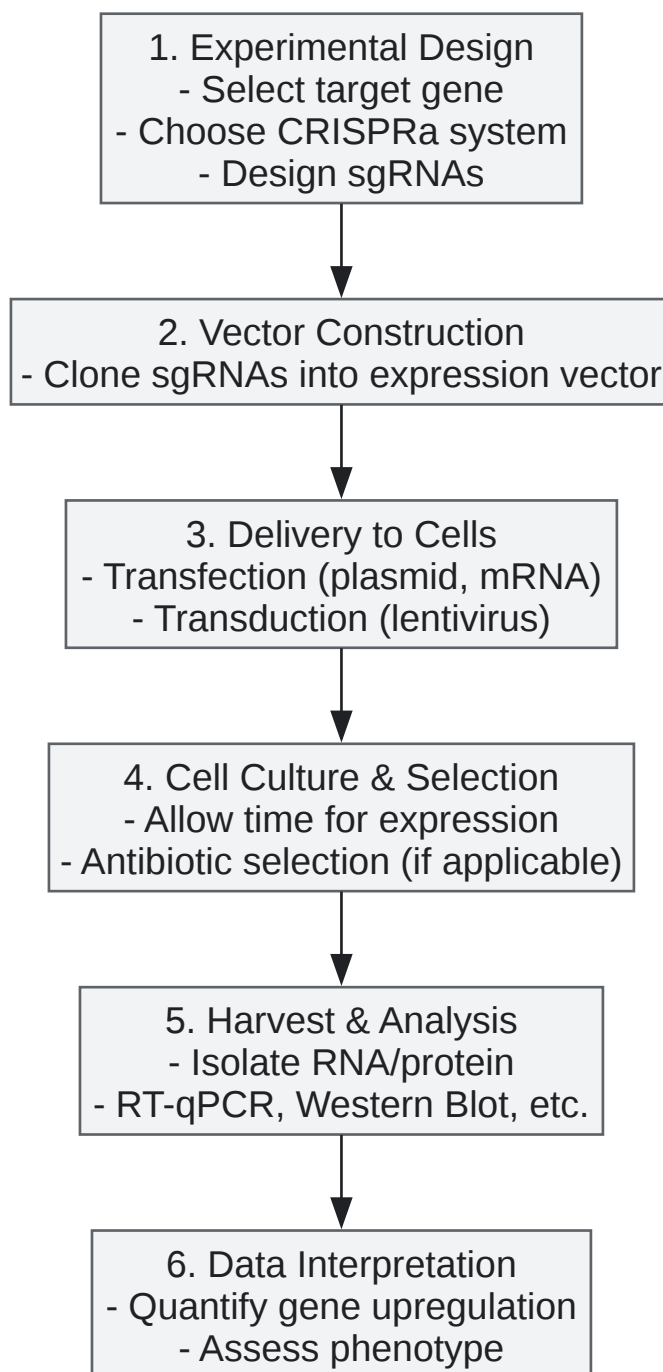 1. Experimental Design
- Select target gene
- Choose CRISPRa system
- Design sgRNAs
2. Vector Construction
- Clone sgRNAs into expression vector
3. Delivery to Cells
- Transfection (plasmid, mRNA)
- Transduction (lentivirus)
4. Cell Culture & Selection
- Allow time for expression
- Antibiotic selection (if applicable)
5. Harvest & Analysis
- Isolate RNA/protein
- RT-qPCR, Western Blot, etc.
6. Data Interpretation
- Quantify gene upregulation
- Assess phenotype